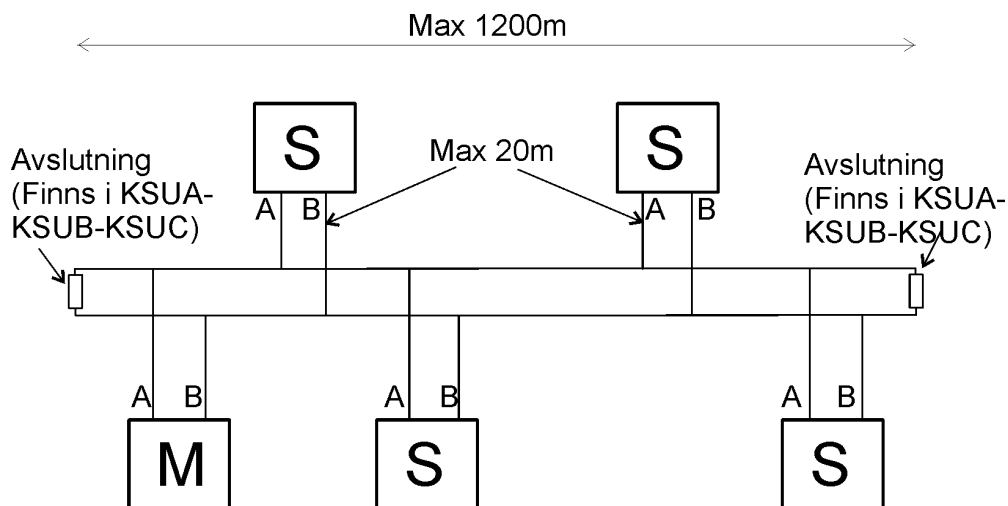 Max 1200m
S
S
Avslutning
(Finns i KSUA-
KSUB-KSUC)
Max 20m
Avslutning
(Finns i KSUA-
KSUB-KSUC)
A B
A B
A B
A B
A B
M
S
S